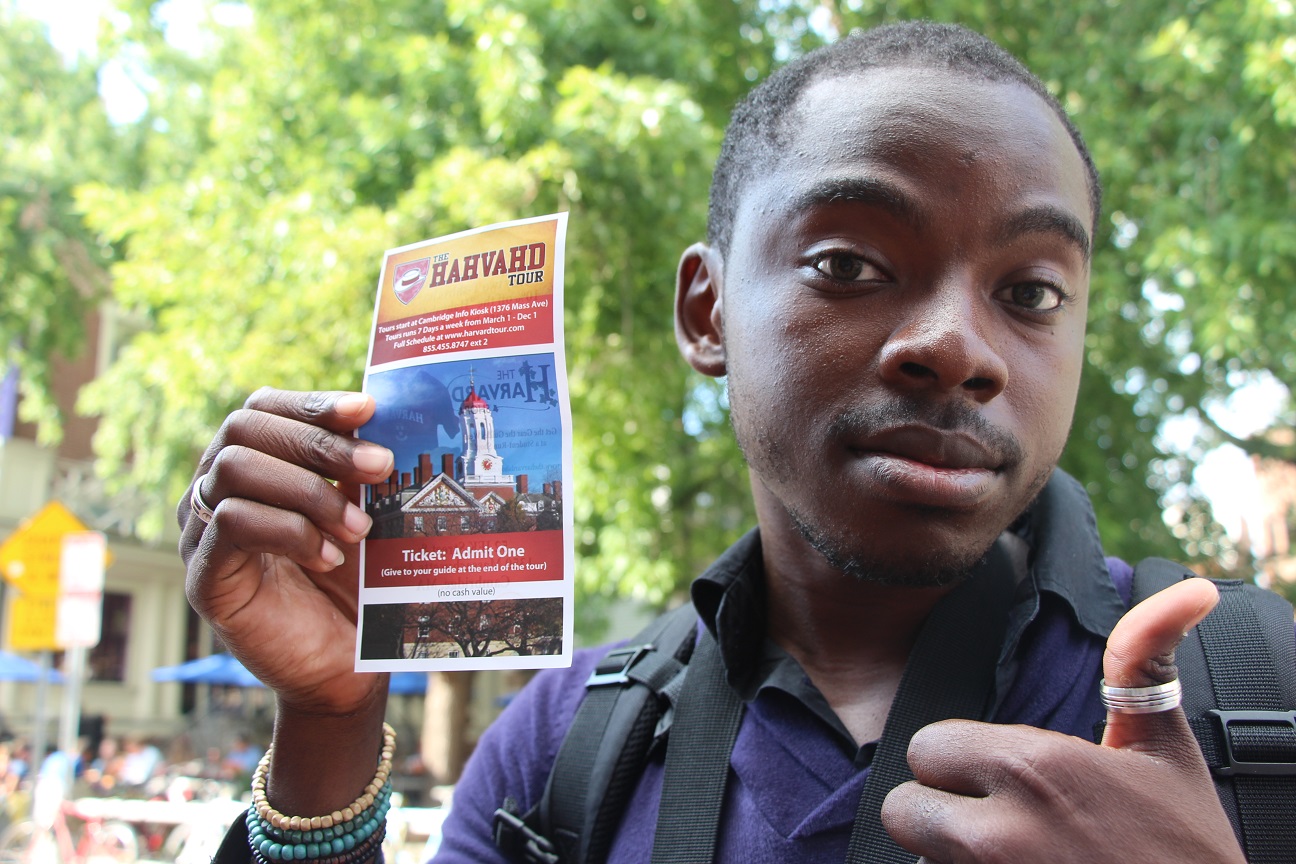 THE
HAHVAHD
TOUR
Tours start at Cambridge Info Kiosk (1376 Mass Ave)
Tours runs 7 Days a week from March 1 - Dec 1
Full Schedule at www.harvardtour.com
855.455.8747 ext 2
THE
HARVARD
Ticket: Admit One
(Give to your guide at the end of the tour)
(no cash value)